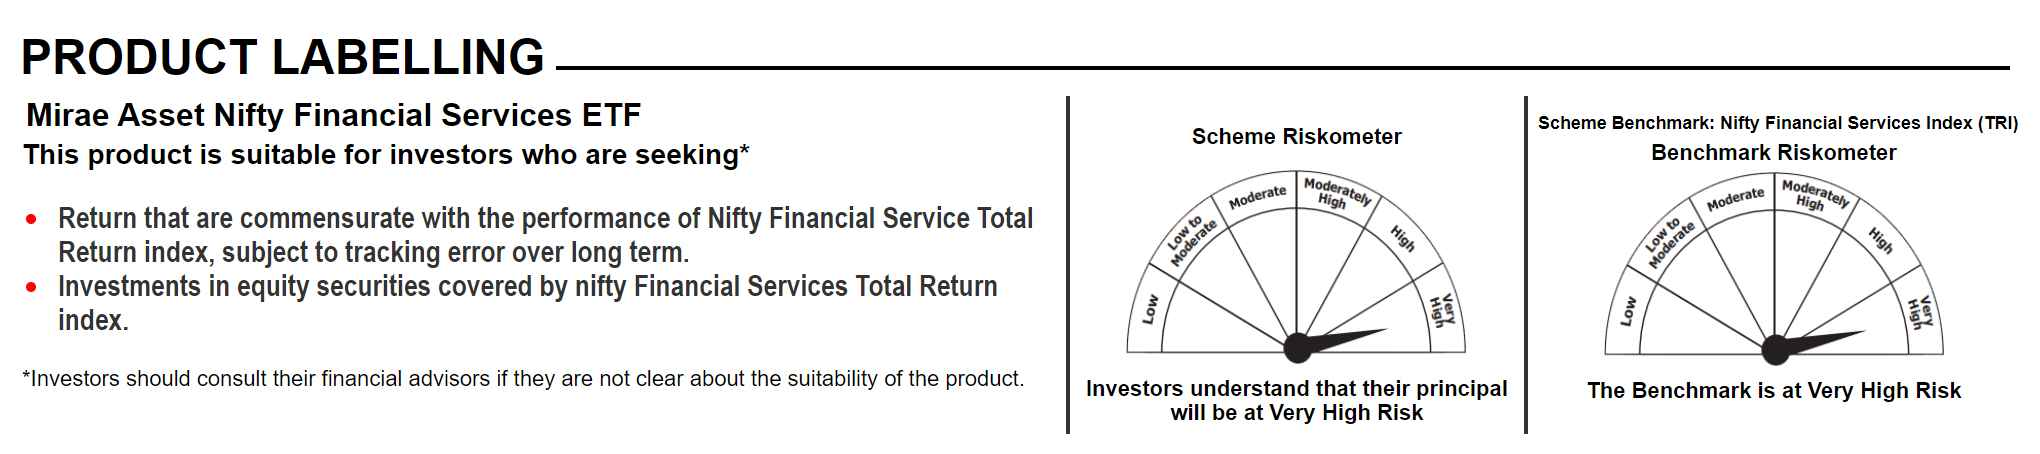 PRODUCT LABELLING
Mirae Asset Nifty Financial Services ETF
This product is suitable for investors who are seeking*
Return that are commensurate with the performance of Nifty Financial Service Total
Return index, subject to tracking error over long term.
Investments in equity securities covered by nifty Financial Services Total Return
index.
*Investors should consult their financial advisors if they are not clear about the suitability of the product.
Scheme Riskometer
Low
Low to
Moderate
Moderate
Moderately
High
High
Very
High
Investors understand that their principal
will be at Very High Risk
Scheme Benchmark: Nifty Financial Services Index (TRI)
Benchmark Riskometer
Low
Low to
Moderate
Moderate
Moderately
High
High
Very
High
The Benchmark is at Very High Risk